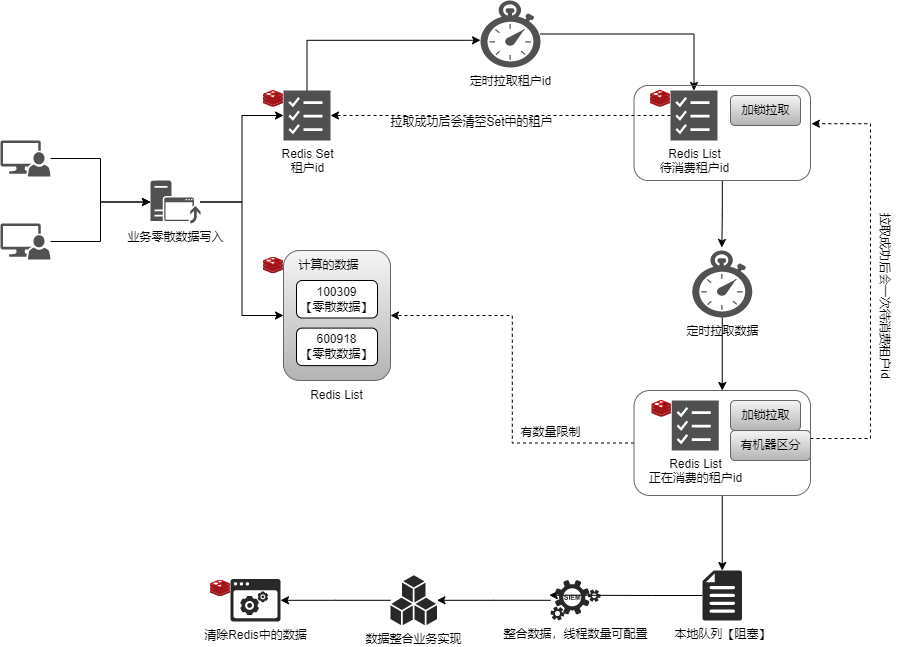 定时拉取租户id
加锁拉取
拉取成功后会清空Set中的租户
Redis Set
租户id
Redis List
待消费租户id
业务零散数据写入
计算的数据
100309
【零散数据】
600918
【零散数据】
Redis List
拉取成功后会一次待消费租户id
定时拉取数据
有数量限制
加锁拉取
有机器区分
Redis List
正在消费的租户id
SIEM
清除Redis中的数据
数据整合业务实现
整合数据，线程数量可配置
本地队列【阻塞】